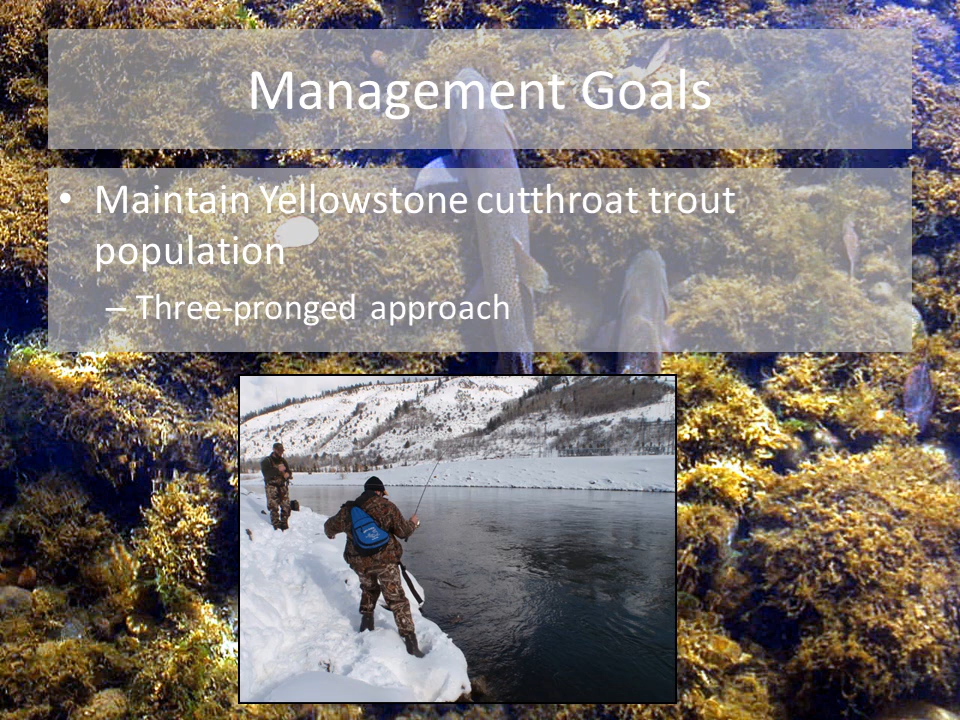 Management Goals
• Maintain Yellowstone cutthroat trout
population
– Three-pronged approach